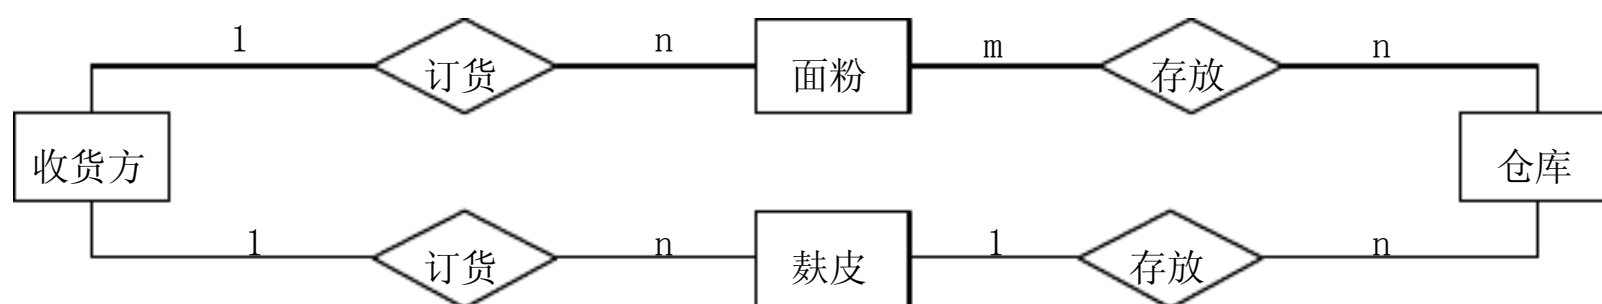 1 订货 n 面粉 m 存放 n
收货方 仓库
1 订货 n 麸皮 1 存放 n